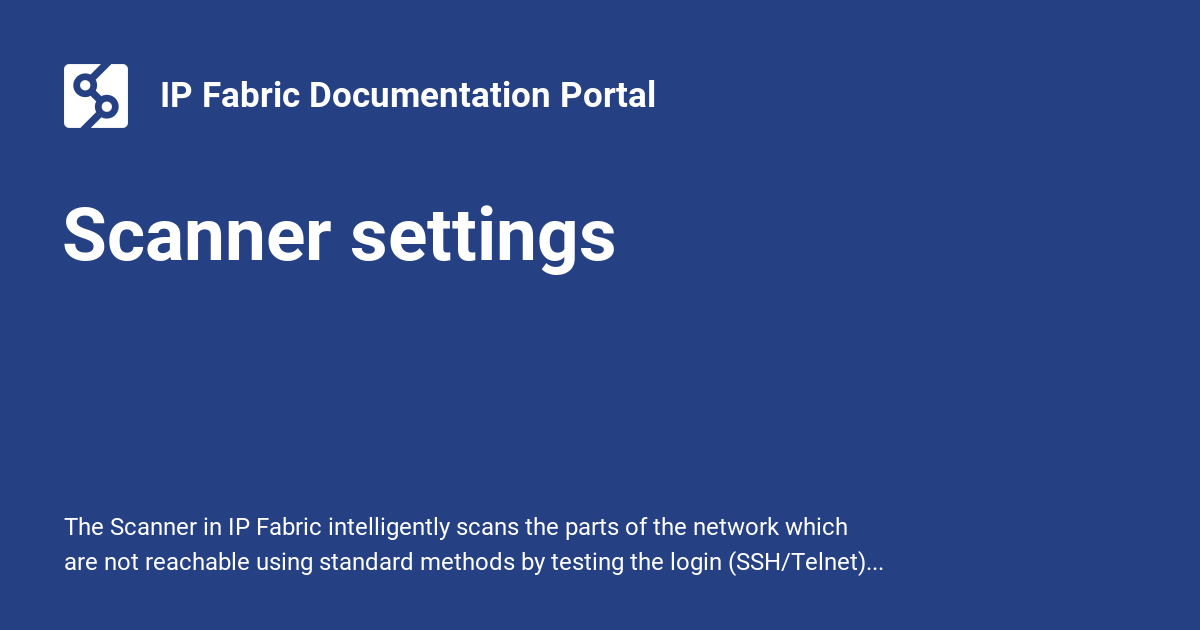 IP Fabric Documentation Portal
Scanner settings
The Scanner in IP Fabric intelligently scans the parts of the network which
are not reachable using standard methods by testing the login (SSH/Telnet)...